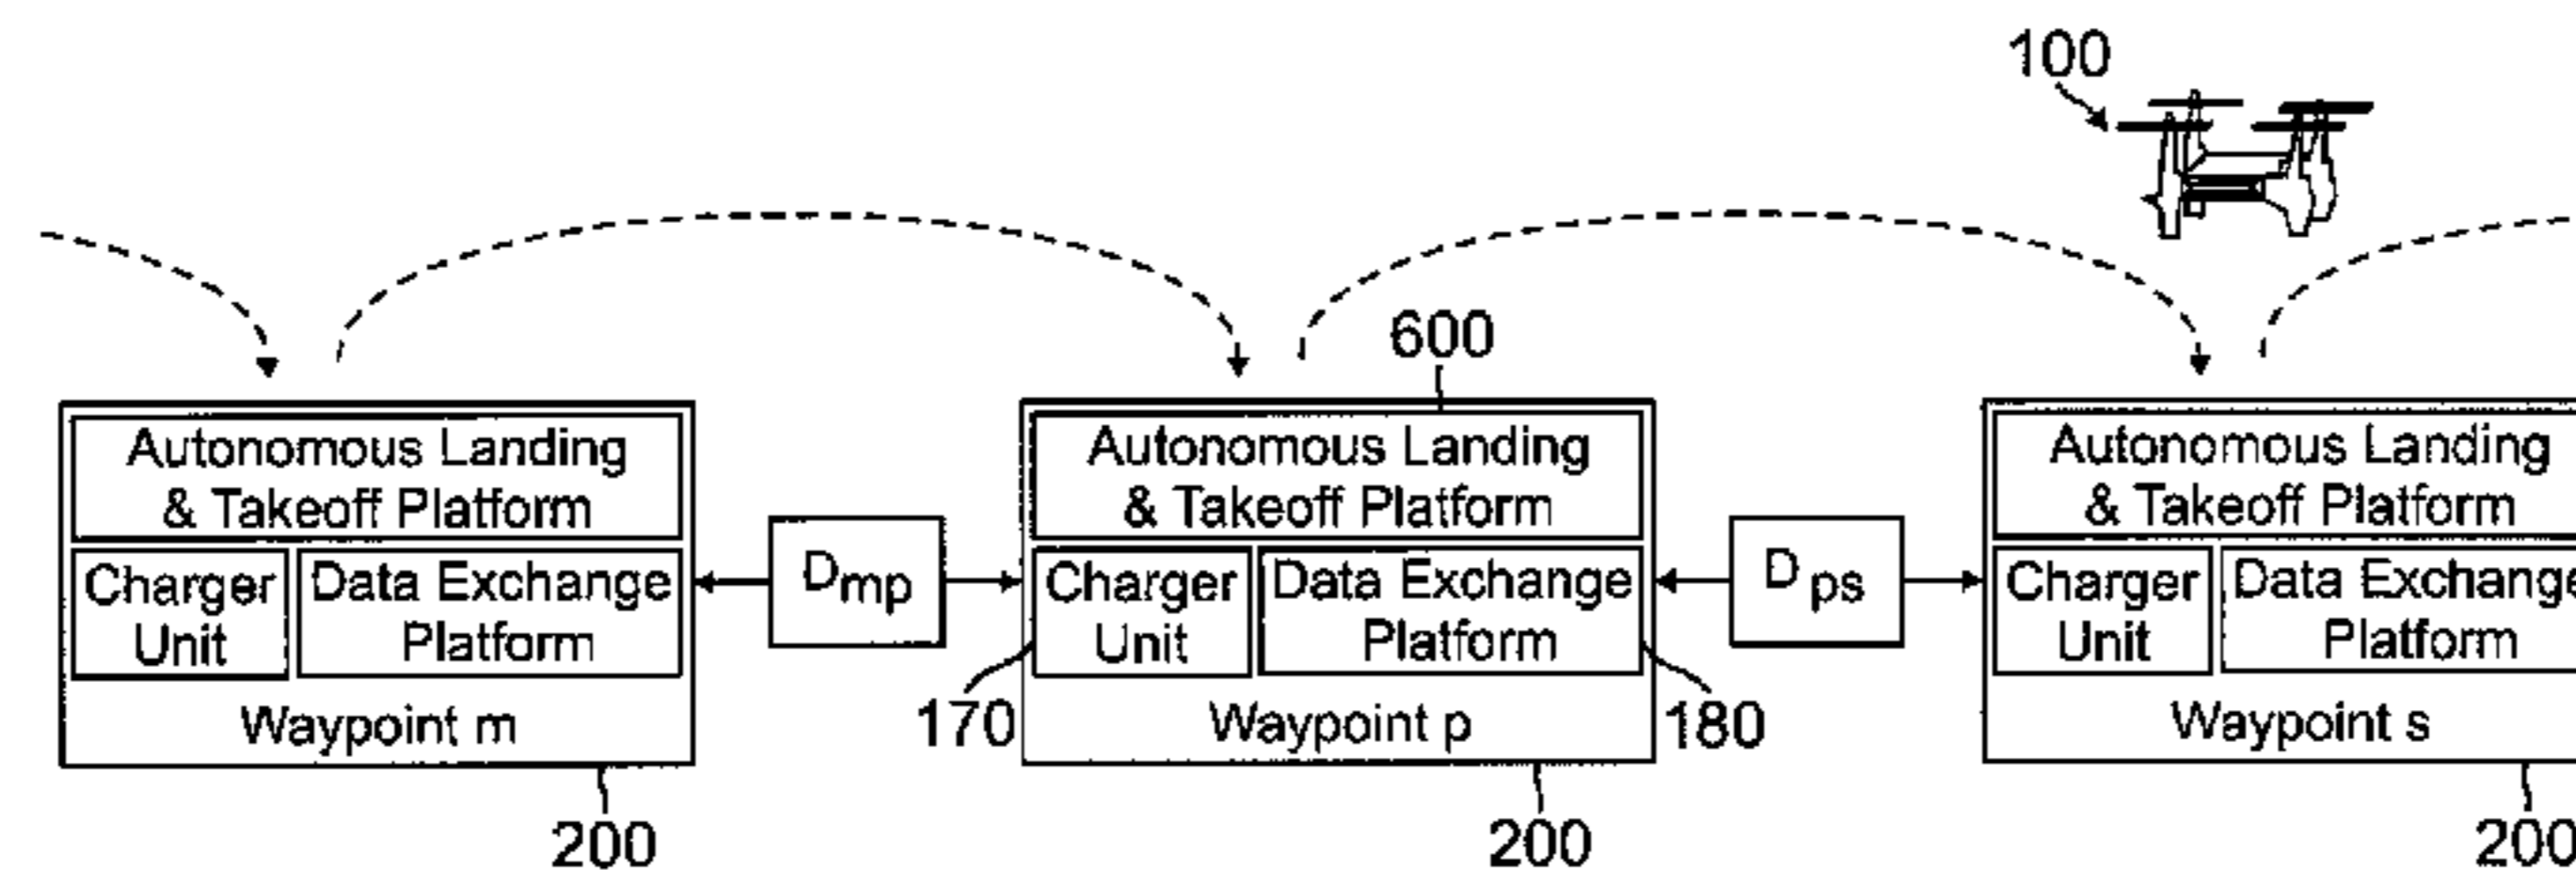 100
600
Autonomous Landing
& Takeoff Platform
Charger
Unit
Data Exchange
Platform
Waypoint m
200
Dmp
Autonomous Landing
& Takeoff Platform
Charger
Unit
Data Exchange
Platform
170
Waypoint p
180
200
D ps
Autonomous Landing
& Takeoff Platform
Charger
Unit
Data Exchange
Platform
Waypoint s
200